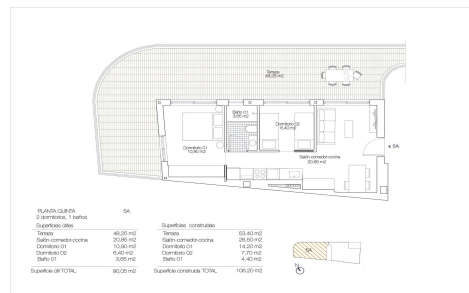 Terraza
48,25 m2
Baño 01
3,65 m2
Dormitorio 02
6,40 m2
Dormitorio 01
10,90 m2
Salón-comedor-cocina
20,85 m2
5A
PLANTA QUINTA 5A
2 dormitorios, 1 baños
Superficies útiles
Terraza 48,25 m2
Salón-comedor-cocina 20,85 m2
Dormitorio 01 10,90 m2
Dormitorio 02 6,40 m2
Baño 01 3,65 m2
Superficie útil TOTAL 90,05 m2
Superficies construidas
Terraza 53,40 m2
Salón-comedor-cocina 26,50 m2
Dormitorio 01 14,20 m2
Dormitorio 02 7,70 m2
Baño 01 4,40 m2
Superficie construida TOTAL 106,20 m2
5A
N